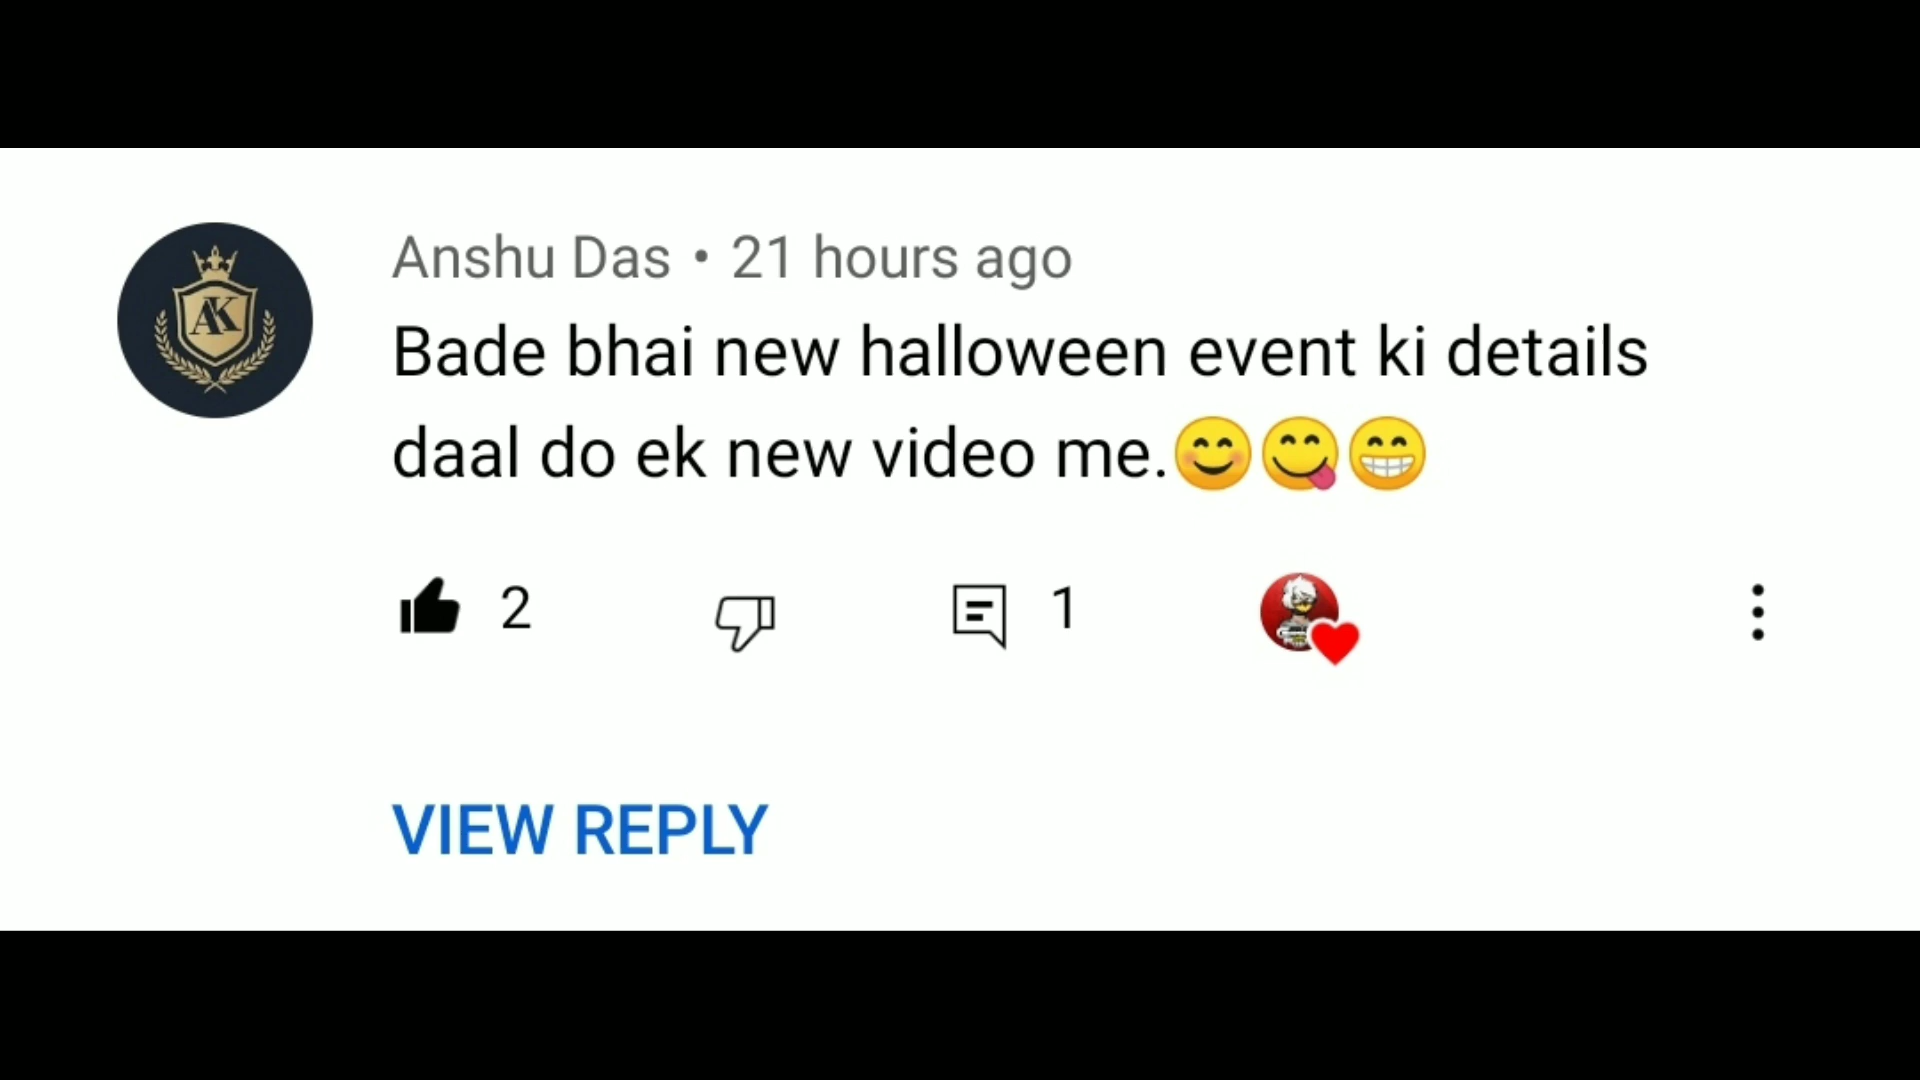 AK
Anshu Das • 21 hours ago
Bade bhai new halloween event ki details
daal do ek new video me.😊😋😁
2
1
VIEW REPLY